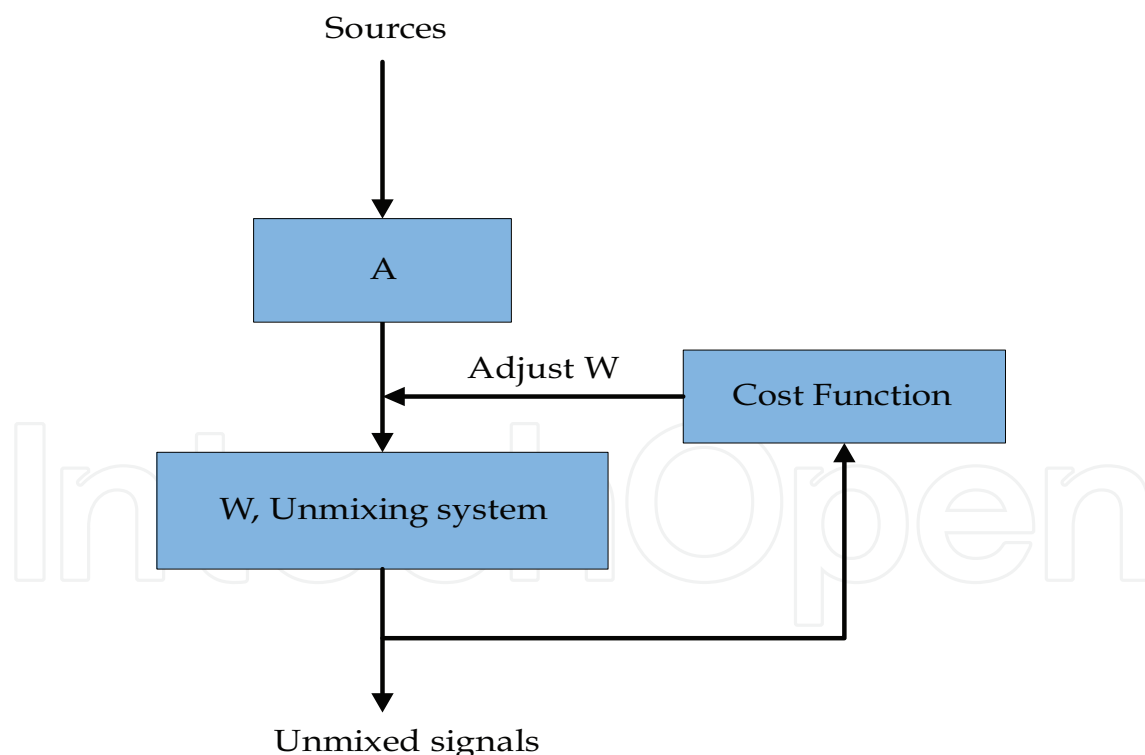 Sources
A
Adjust W
Cost Function
IntechOpen
W, Unmixing system
Unmixed signals